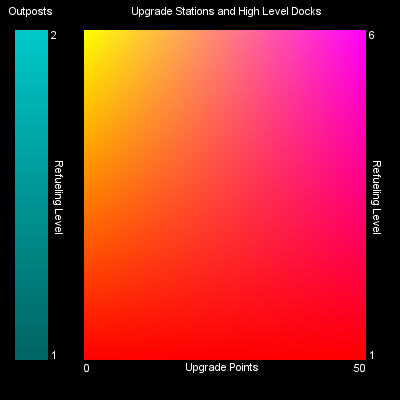 Outposts
Upgrade Stations and High Level Docks
2
6
Refueling Level
Refueling Level
1
1
0
50
Upgrade Points